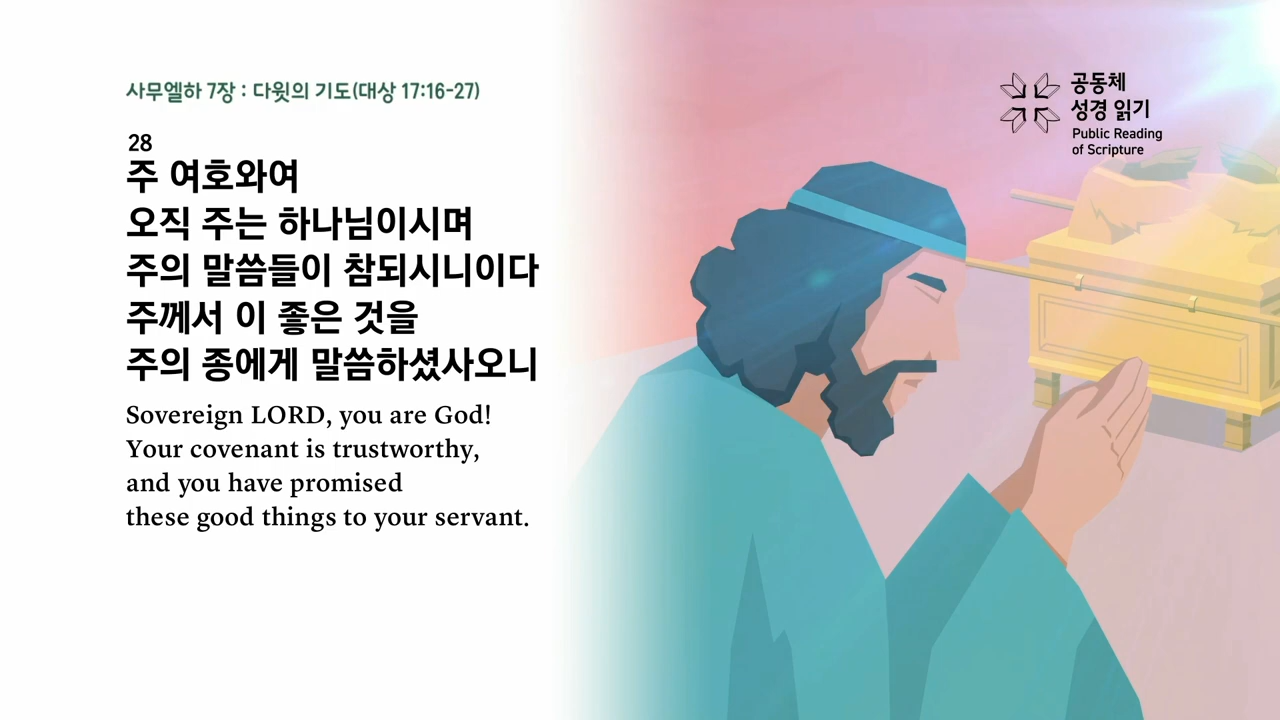 사무엘하 7장 : 다윗의 기도(대상 17:16-27)
28
주 여호와여
오직 주는 하나님이시며
주의 말씀들이 참되시니이다
주께서 이 좋은 것을
주의 종에게 말씀하셨사오니
Sovereign LORD, you are God!
Your covenant is trustworthy,
and you have promised
these good things to your servant.
공동체
성경 읽기
Public Reading
of Scripture